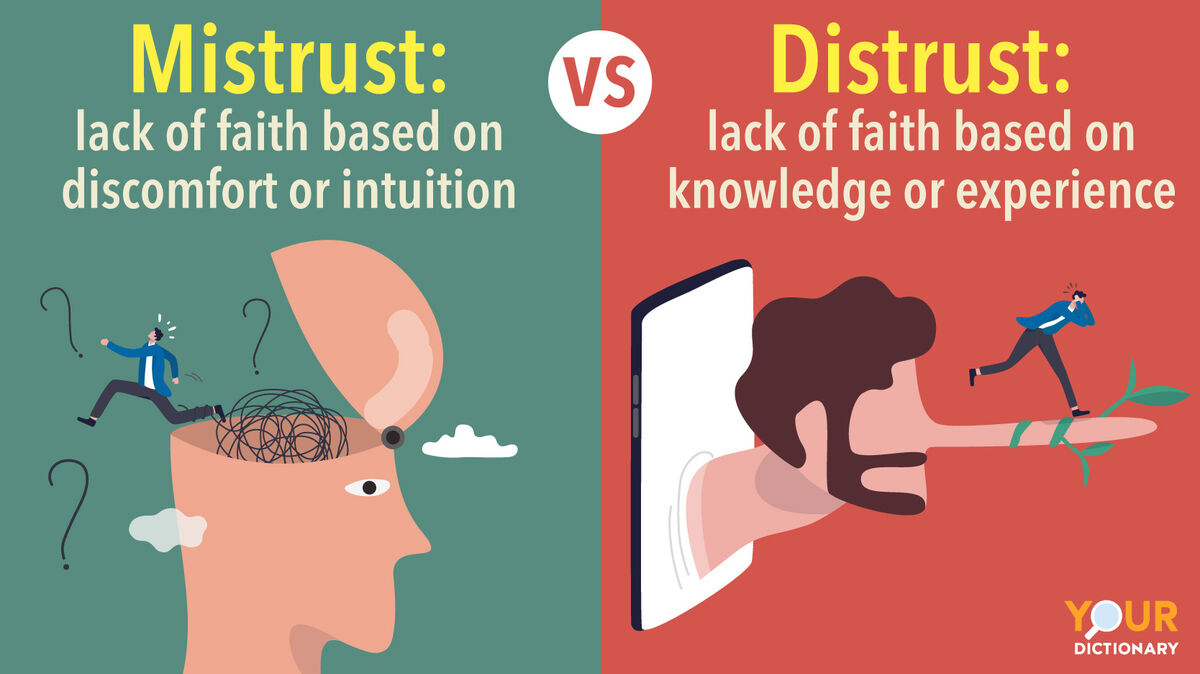 Mistrust:
lack of faith based on
discomfort or intuition
VS
Distrust:
lack of faith based on
knowledge or experience
YOUR
DICTIONARY